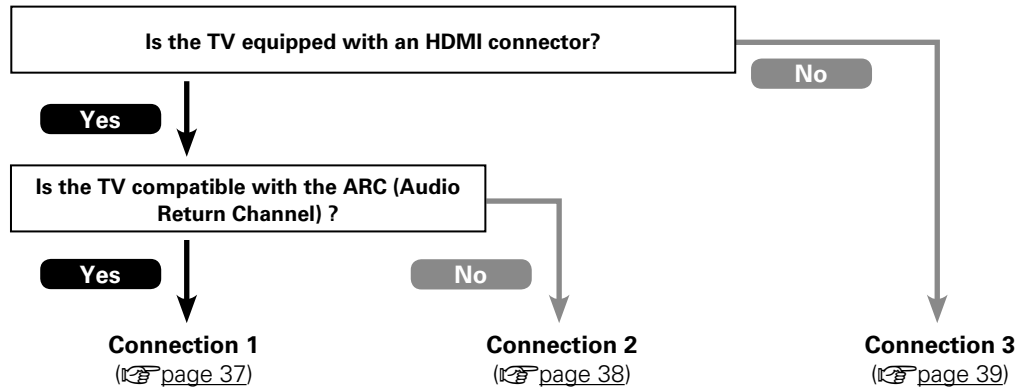 Is the TV equipped with an HDMI connector?
No
Yes
Is the TV compatible with the ARC (Audio
Return Channel) ?
Yes
No
Connection 1
(page 37)
Connection 2
(page 38)
Connection 3
(page 39)